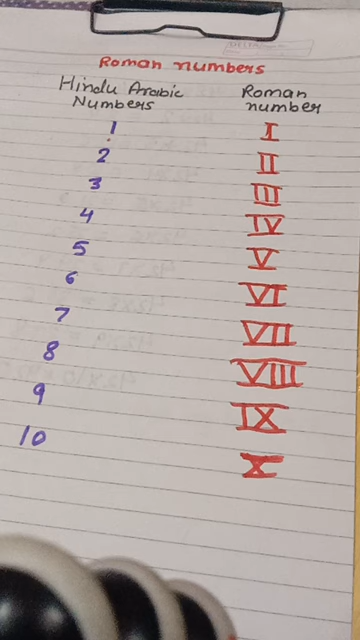 Roman numbers
Hindu Arabic Numbers Roman number
1 I
2 II
3 III
4 IV
5 V
6 VI
7 VII
8 VIII
9 IX
10 X